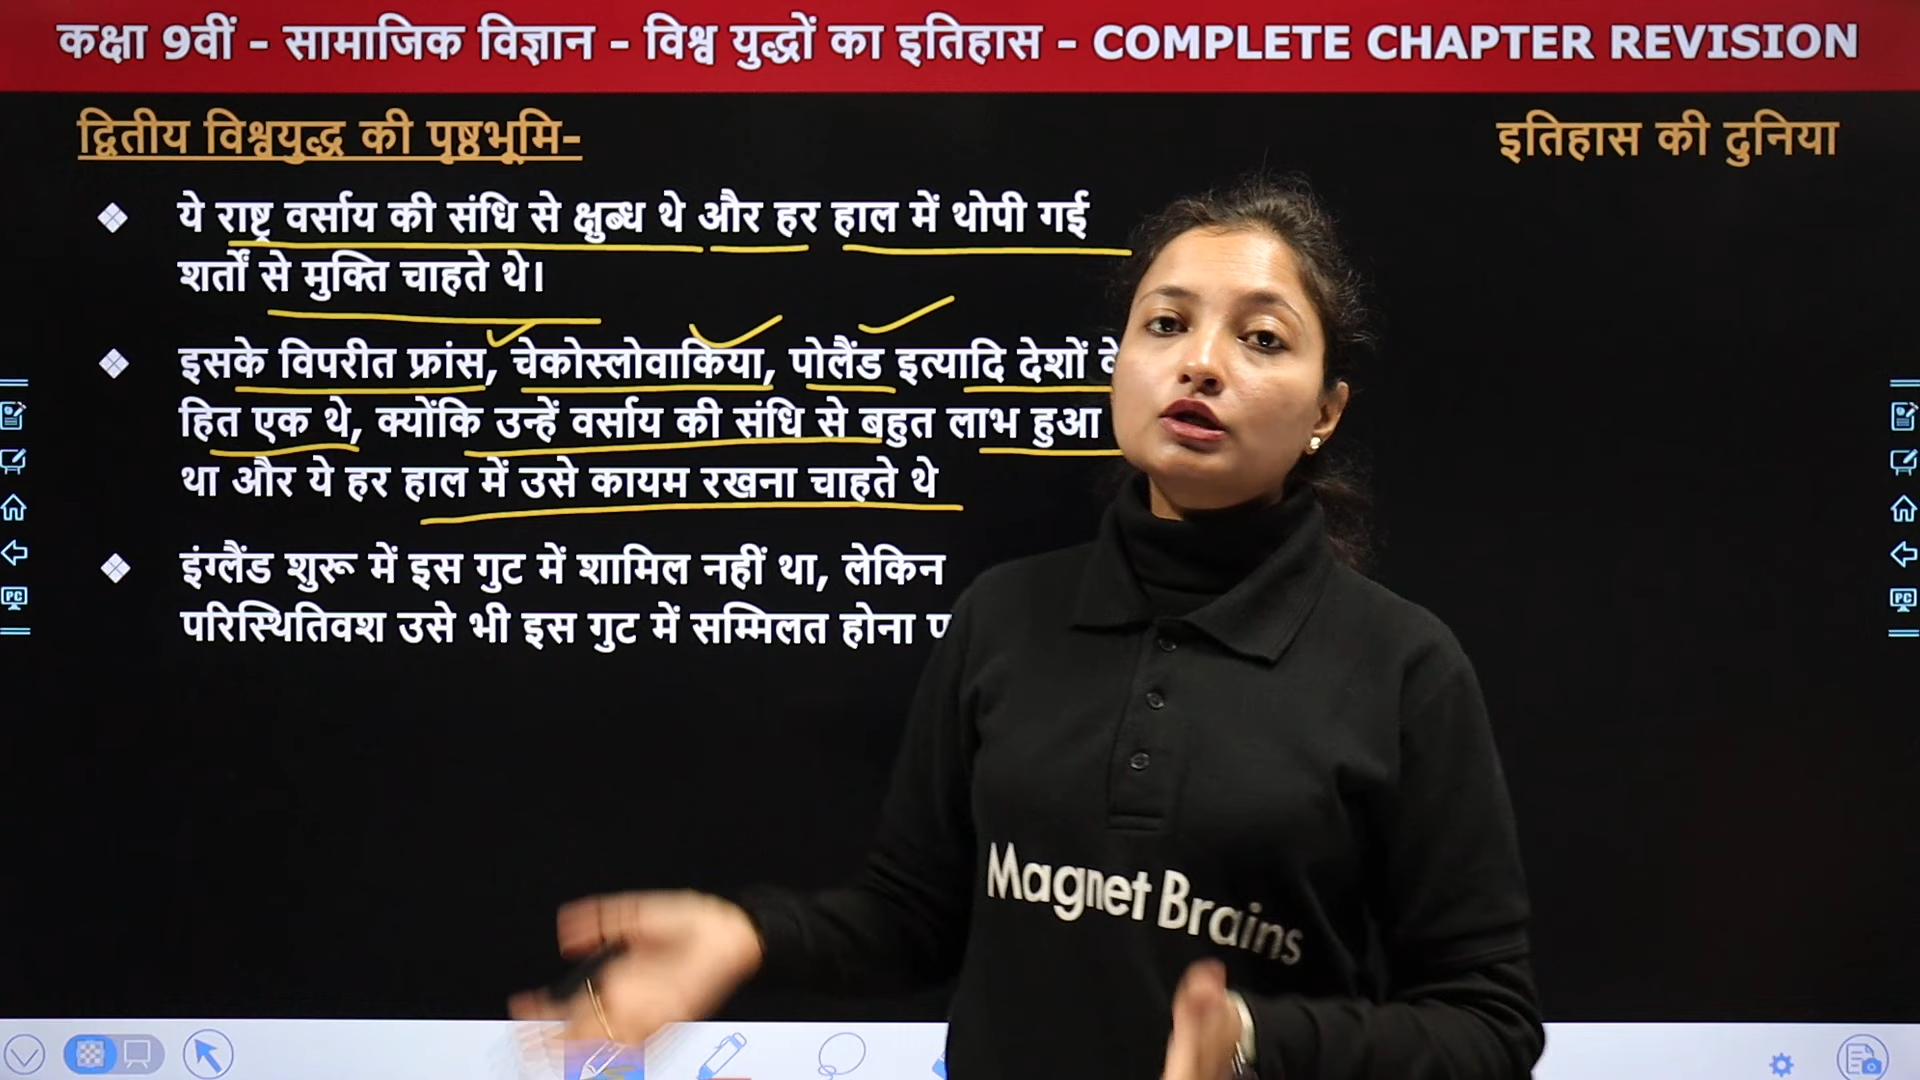 कक्षा 9वीं - सामाजिक विज्ञान - विश्व युद्धों का इतिहास - COMPLETE CHAPTER REVISION
द्वितीय विश्वयुद्ध की पृष्ठभूमि-
इतिहास की दुनिया
ये राष्ट्र वर्साय की संधि से क्षुब्ध थे और हर हाल में थोपी गई
शर्तों से मुक्ति चाहते थे।
इसके विपरीत फ्रांस, चेकोस्लोवाकिया, पोलैंड इत्यादि देशों
हित एक थे, क्योंकि उन्हें वर्साय की संधि से बहुत लाभ हुआ
था और ये हर हाल में उसे कायम रखना चाहते थे
इंग्लैंड शुरू में इस गुट में शामिल नहीं था, लेकिन
परिस्थितिवश उसे भी इस गुट में सम्मिलत होना
Magnet Brains
PC
PC